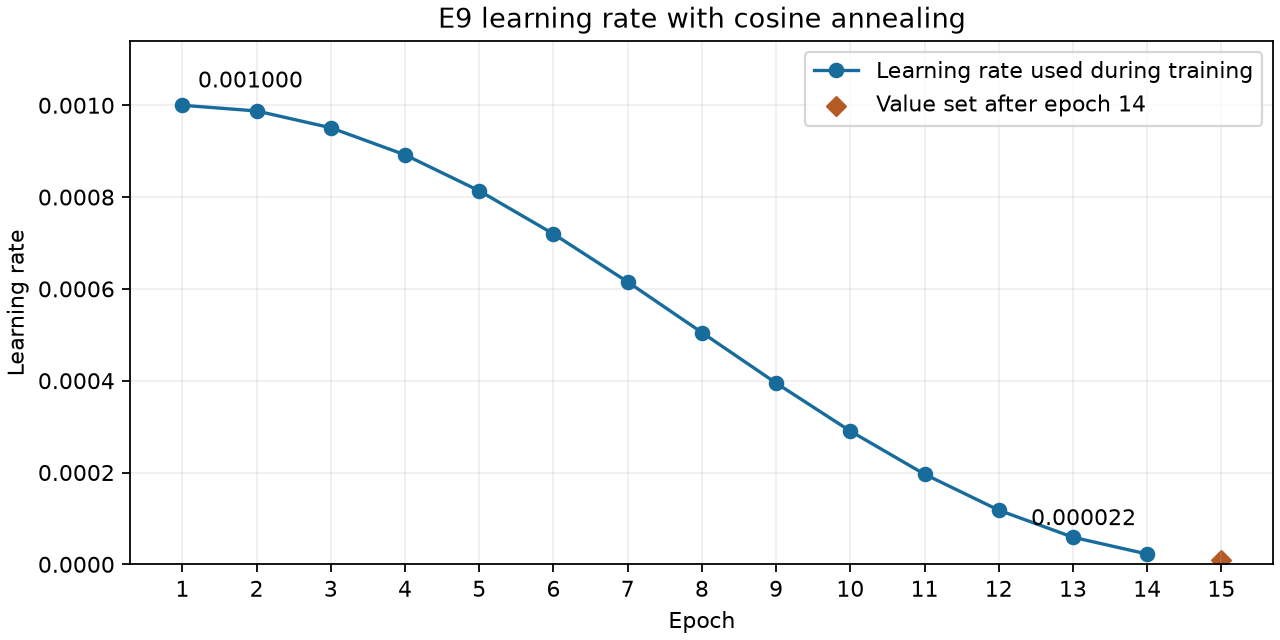 E9 learning rate with cosine annealing
Learning rate used during training
Value set after epoch 14
0.001000
0.000022
Learning rate
0.0010
0.0008
0.0006
0.0004
0.0002
0.0000
1 2 3 4 5 6 7 8 9 10 11 12 13 14 15
Epoch